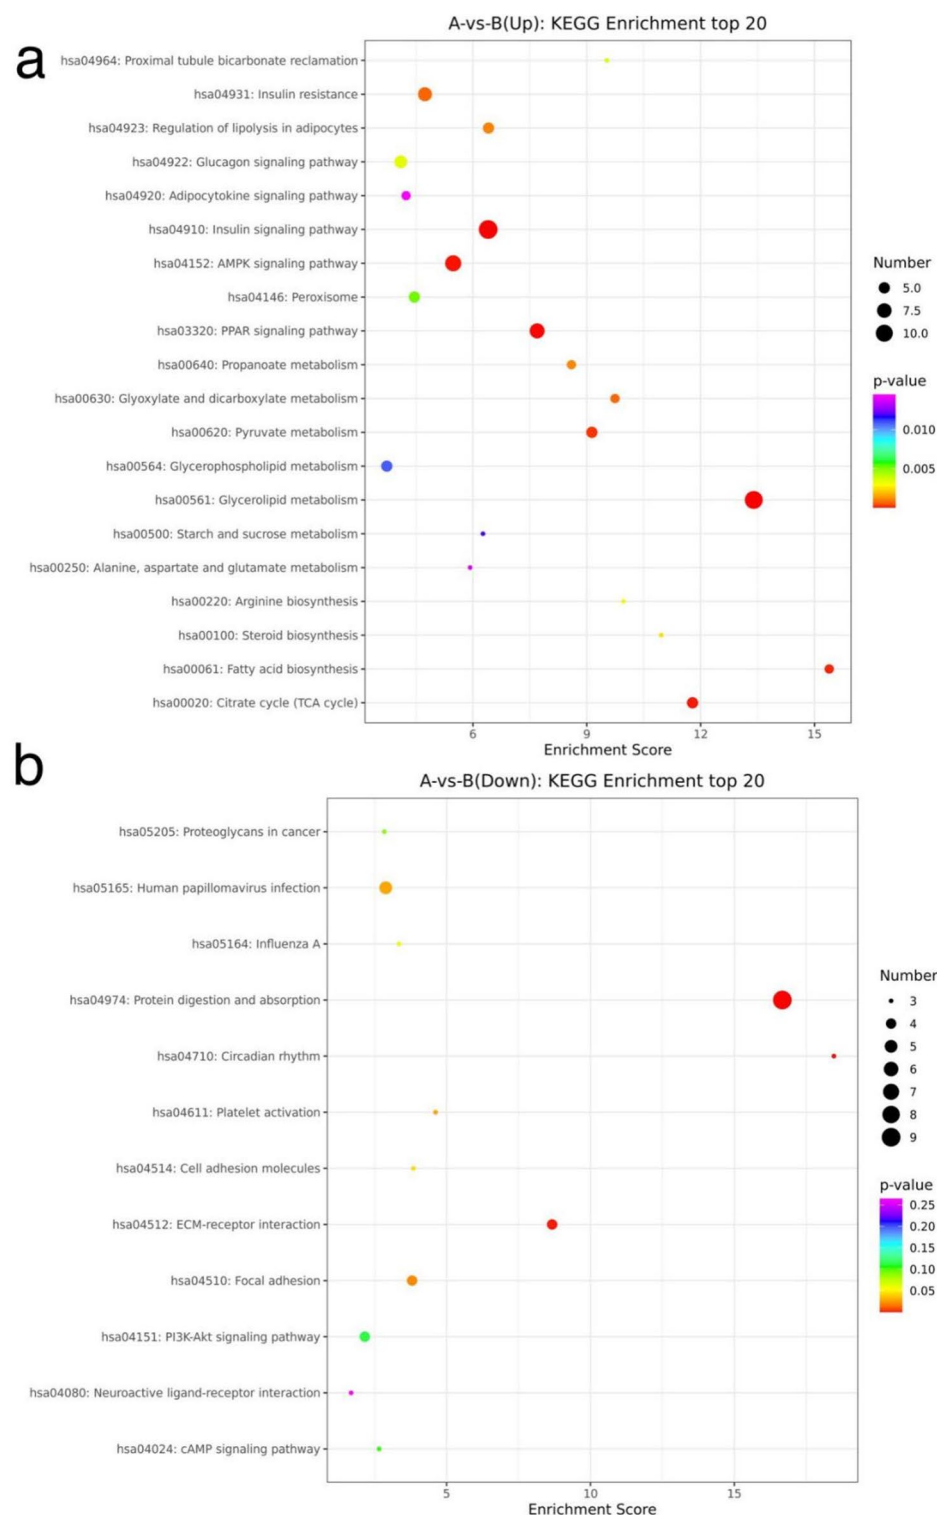 a
A-vs-B(Up): KEGG Enrichment top 20
hsa04964: Proximal tubule bicarbonate reclamation
hsa04931: Insulin resistance
hsa04923: Regulation of lipolysis in adipocytes
hsa04922: Glucagon signaling pathway
hsa04920: Adipocytokine signaling pathway
hsa04910: Insulin signaling pathway
hsa04152: AMPK signaling pathway
hsa04146: Peroxisome
hsa03320: PPAR signaling pathway
hsa00640: Propanoate metabolism
hsa00630: Glyoxylate and dicarboxylate metabolism
hsa00620: Pyruvate metabolism
hsa00564: Glycerophospholipid metabolism
hsa00561: Glycerolipid metabolism
hsa00500: Starch and sucrose metabolism
hsa00250: Alanine, aspartate and glutamate metabolism
hsa00220: Arginine biosynthesis
hsa00100: Steroid biosynthesis
hsa00061: Fatty acid biosynthesis
hsa00020: Citrate cycle (TCA cycle)
6 9 12 15
Enrichment Score
Number
5.0
7.5
10.0
p-value
0.010
0.005
b
A-vs-B(Down): KEGG Enrichment top 20
hsa05205: Proteoglycans in cancer
hsa05165: Human papillomavirus infection
hsa05164: Influenza A
hsa04974: Protein digestion and absorption
hsa04710: Circadian rhythm
hsa04611: Platelet activation
hsa04514: Cell adhesion molecules
hsa04512: ECM-receptor interaction
hsa04510: Focal adhesion
hsa04151: PI3K-Akt signaling pathway
hsa04080: Neuroactive ligand-receptor interaction
hsa04024: cAMP signaling pathway
5 10 15
Enrichment Score
Number
3
4
5
6
7
8
9
p-value
0.25
0.20
0.15
0.10
0.05